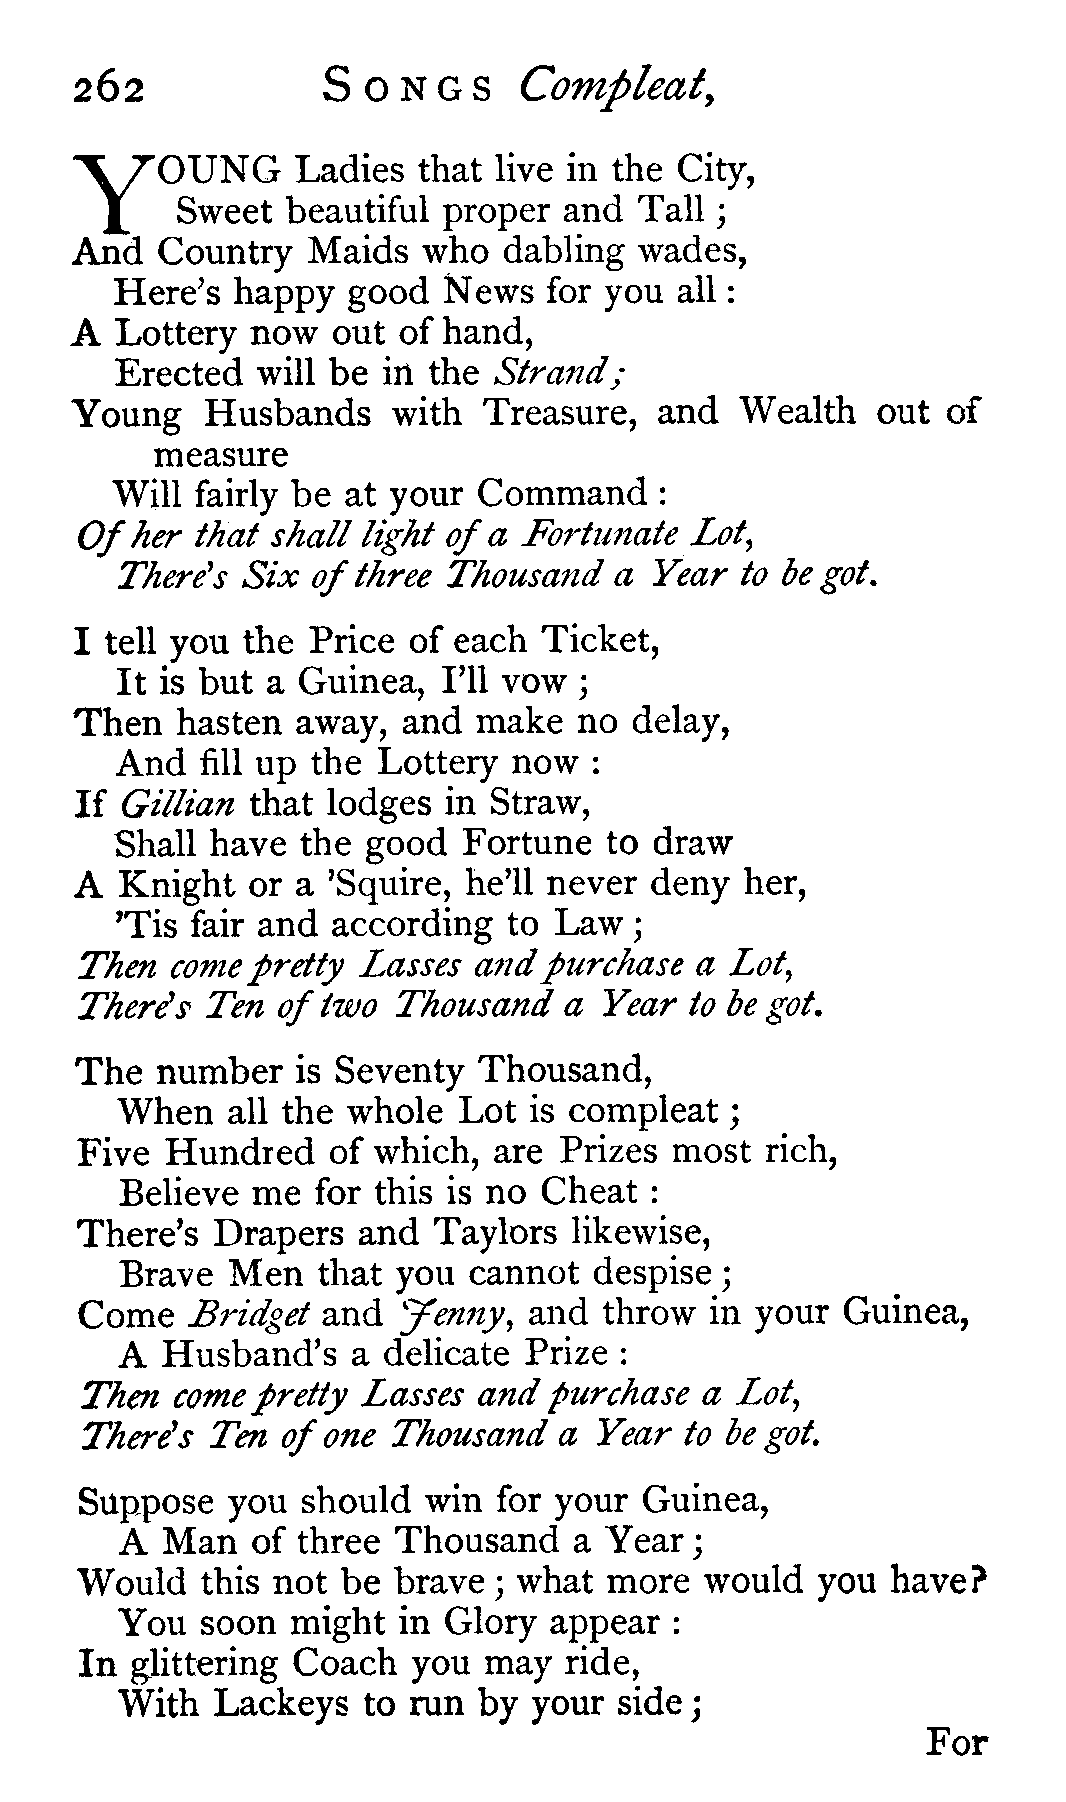 262 SONGS Compleat,
YOUNG Ladies that live in the City,
Sweet beautiful proper and Tall ;
And Country Maids who dabling wades,
Here's happy good News for you all :
A Lottery now out of hand,
Erected will be in the Strand;
Young Husbands with Treasure, and Wealth out of
measure
Will fairly be at your Command :
Of her that shall light of a Fortunate Lot,
There's Six of three Thousand a Year to be got.
I tell you the Price of each Ticket,
It is but a Guinea, I'll vow ;
Then hasten away, and make no delay,
And fill up the Lottery now :
If Gillian that lodges in Straw,
Shall have the good Fortune to draw
A Knight or a 'Squire, he'll never deny her,
'Tis fair and according to Law ;
Then come pretty Lasses and purchase a Lot,
There's Ten of two Thousand a Year to be got.
The number is Seventy Thousand,
When all the whole Lot is compleat ;
Five Hundred of which, are Prizes most rich,
Believe me for this is no Cheat :
There's Drapers and Taylors likewise,
Brave Men that you cannot despise ;
Come Bridget and Jenny, and throw in your Guinea,
A Husband's a delicate Prize :
Then come pretty Lasses and purchase a Lot,
There's Ten of one Thousand a Year to be got.
Suppose you should win for your Guinea,
A Man of three Thousand a Year ;
Would this not be brave ; what more would you have?
You soon might in Glory appear :
In glittering Coach you may ride,
With Lackeys to run by your side ;
For